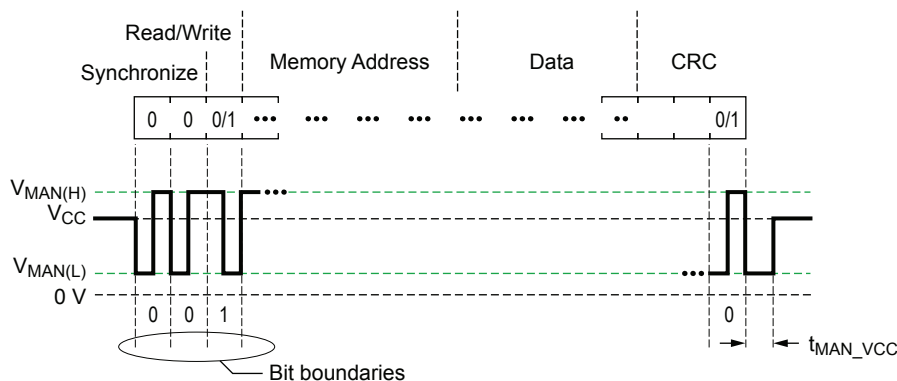 Read/Write
Synchronize
Memory Address
Data
CRC
0 0 0/1 ••• ••• ••• ••• ••• ••• ••• •• 0/1
V_MAN(H)
•••
V_CC
V_MAN(L)
•••
0 V
0 0 1 0
t_MAN_VCC
Bit boundaries